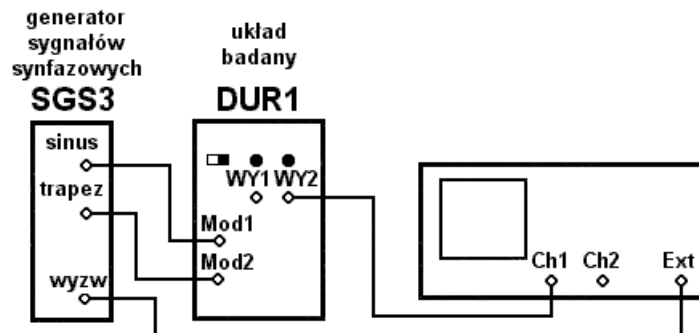 generator
sygnałów
synfazowych
SGS3
sinus
trapez
wyzw
układ
badany
DUR1
WY1 WY2
Mod1
Mod2
Ch1 Ch2 Ext